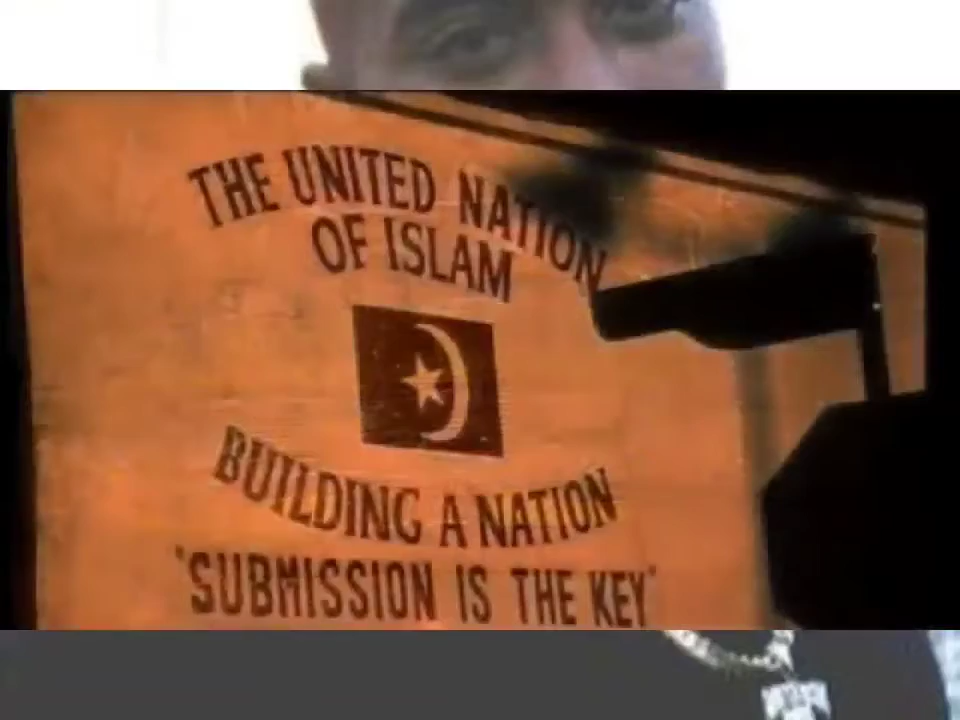 THE UNITED NATION
OF ISLAM
BUILDING A NATION
"SUBMISSION IS THE KEY"